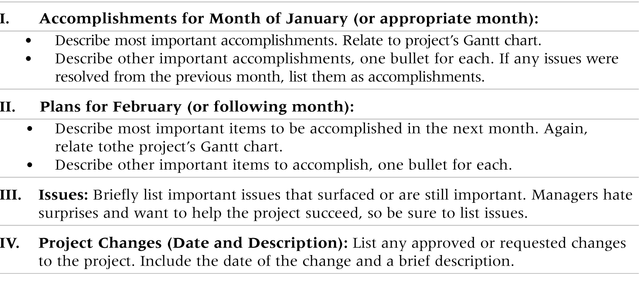 I. Accomplishments for Month of January (or appropriate month):
• Describe most important accomplishments. Relate to project's Gantt chart.
• Describe other important accomplishments, one bullet for each. If any issues were
resolved from the previous month, list them as accomplishments.
II. Plans for February (or following month):
• Describe most important items to be accomplished in the next month. Again,
relate tothe project's Gantt chart.
• Describe other important items to accomplish, one bullet for each.
III. Issues: Briefly list important issues that surfaced or are still important. Managers hate
surprises and want to help the project succeed, so be sure to list issues.
IV. Project Changes (Date and Description): List any approved or requested changes
to the project. Include the date of the change and a brief description.